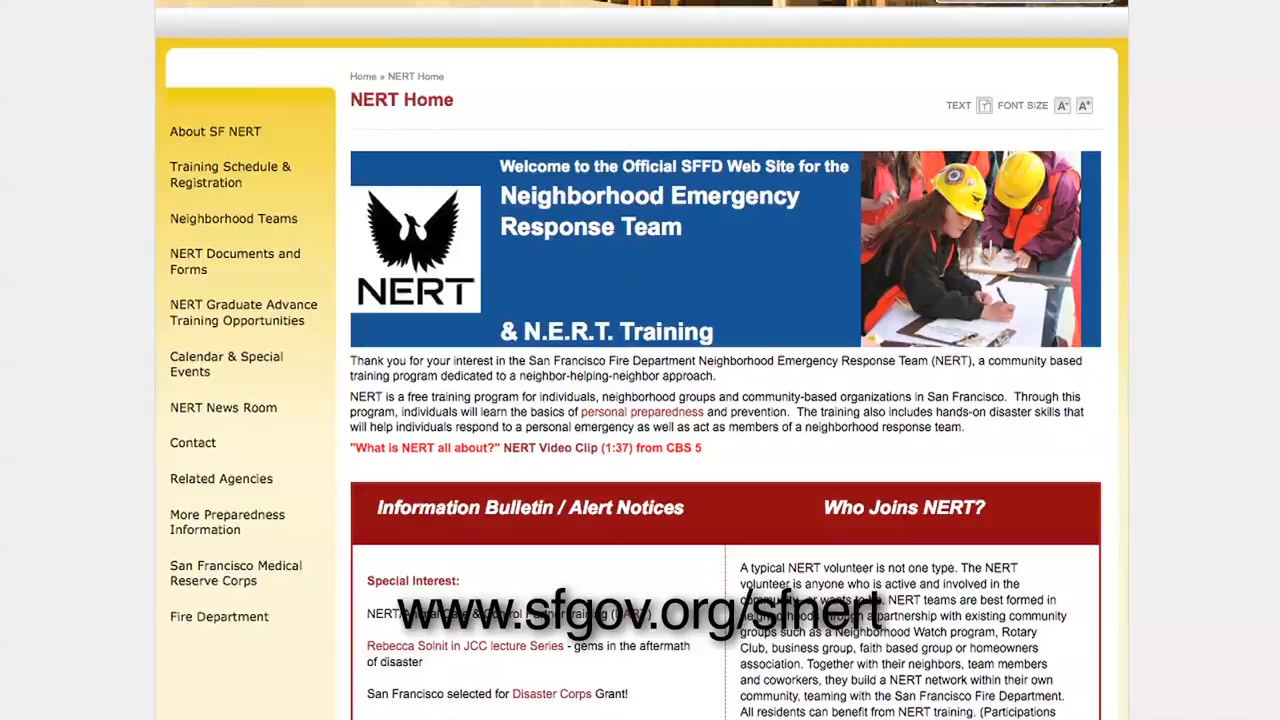 Home » NERT Home
NERT Home
TEXT FONT SIZE A- A+
About SF NERT
Training Schedule &
Registration
Neighborhood Teams
NERT Documents and
Forms
NERT Graduate Advance
Training Opportunities
Calendar & Special
Events
NERT News Room
Contact
Related Agencies
More Preparedness
Information
San Francisco Medical
Reserve Corps
Fire Department
NERT
Welcome to the Official SFFD Web Site for the
Neighborhood Emergency
Response Team
& N.E.R.T. Training
Thank you for your interest in the San Francisco Fire Department Neighborhood Emergency Response Team (NERT), a community based
training program dedicated to a neighbor-helping-neighbor approach.
NERT is a free training program for individuals, neighborhood groups and community-based organizations in San Francisco. Through this
program, individuals will learn the basics of personal preparedness and prevention. The training also includes hands-on disaster skills that
will help individuals respond to a personal emergency as well as act as members of a neighborhood response team.
"What is NERT all about?" NERT Video Clip (1:37) from CBS 5
Information Bulletin / Alert Notices
Special Interest:
NERT/Animal Care & Control Partner training
Rebecca Solnit in JCC lecture Series - gems in the aftermath
of disaster
San Francisco selected for Disaster Corps Grant!
Who Joins NERT?
A typical NERT volunteer is not one type. The NERT
volunteer is anyone who is active and involved in the
community, or wants to be. NERT teams are best formed in
neighborhoods through a partnership with existing community
groups such as a Neighborhood Watch program, Rotary
Club, business group, faith based group or homeowners
association. Together with their neighbors, team members
and coworkers, they build a NERT network within their own
community, teaming with the San Francisco Fire Department.
All residents can benefit from NERT training. (Participations
www.sfgov.org/sfnert